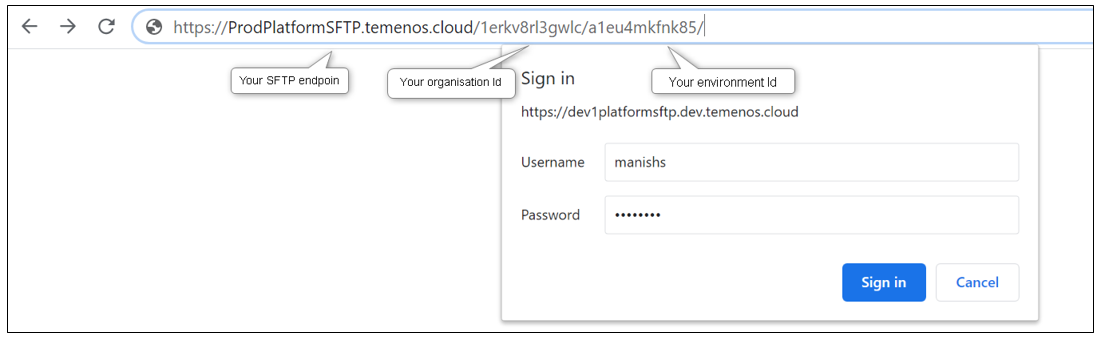 https://ProdPlatformSFTP.temenos.cloud/1erkv8rl3gwlc/a1eu4mkfnk85/
Your SFTP endpoin
Your organisation Id
Your environment Id
Sign in
https://dev1platformsftp.dev.temenos.cloud
Username manishs
Password ••••••••
Sign in Cancel